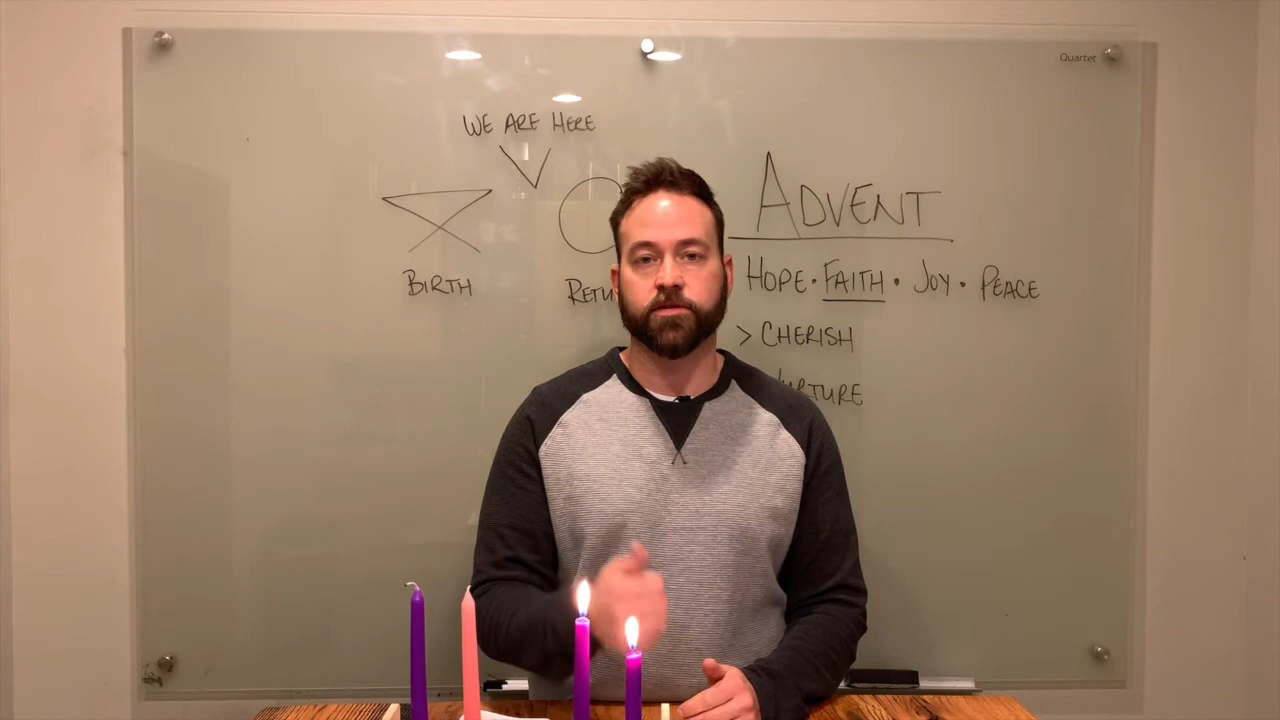 Quartet
WE ARE HERE
ADVENT
BIRTH
HOPE · FAITH · JOY · PEACE
> CHERISH